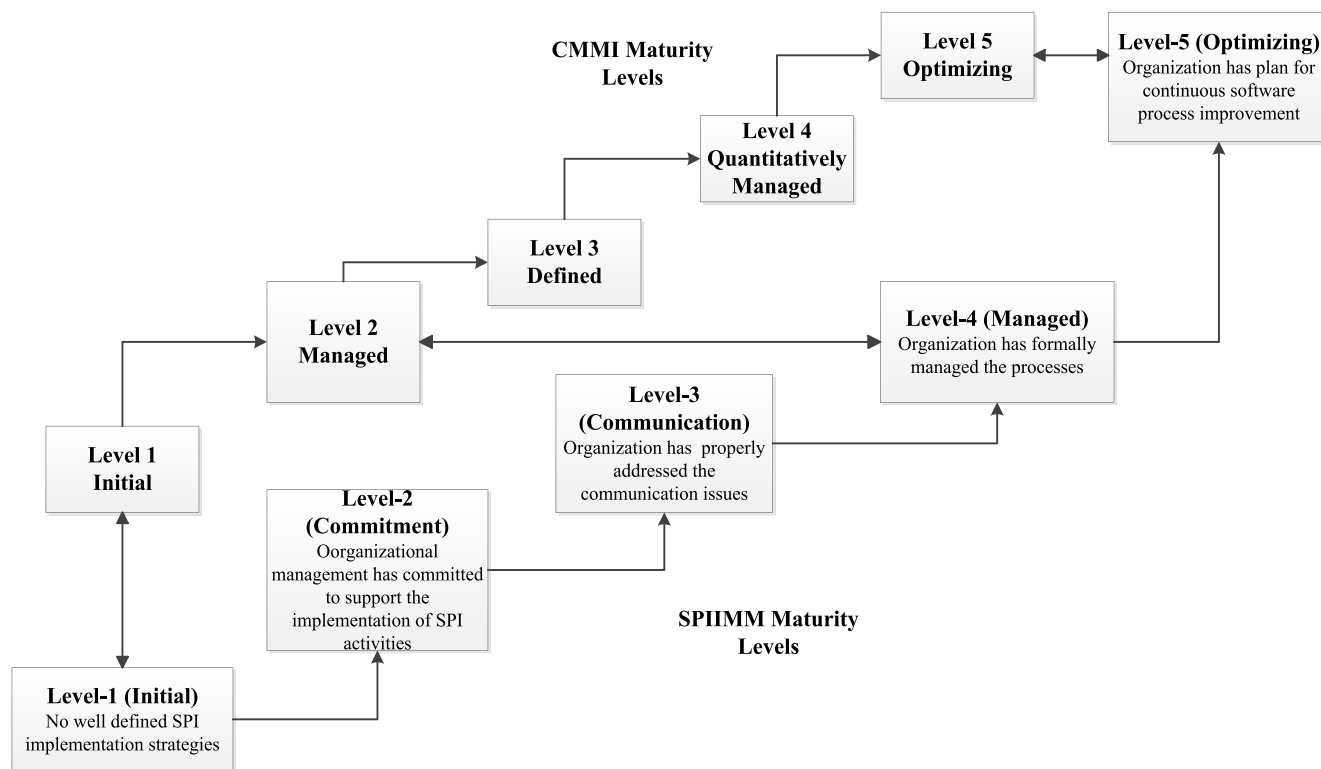 CMMI Maturity
Levels
Level 5
Optimizing
Level-5 (Optimizing)
Organization has plan for
continuous software
process improvement
Level 4
Quantitatively
Managed
Level 3
Defined
Level 2
Managed
Level-4 (Managed)
Organization has formally
managed the processes
Level-3
(Communication)
Organization has  properly
addressed the
communication issues
Level 1
Initial
Level-2
(Commitment)
Oorganizational
management has committed
to support the
implementation of SPI
activities
SPIIMM Maturity
Levels
Level-1 (Initial)
No well defined SPI
implementation strategies